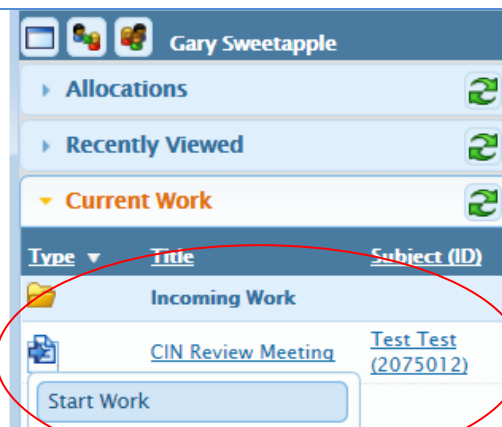 Gary Sweetapple
Allocations
Recently Viewed
Current Work
Type Title Subject (ID)
Incoming Work
CIN Review Meeting Test Test
(2075012)
Start Work